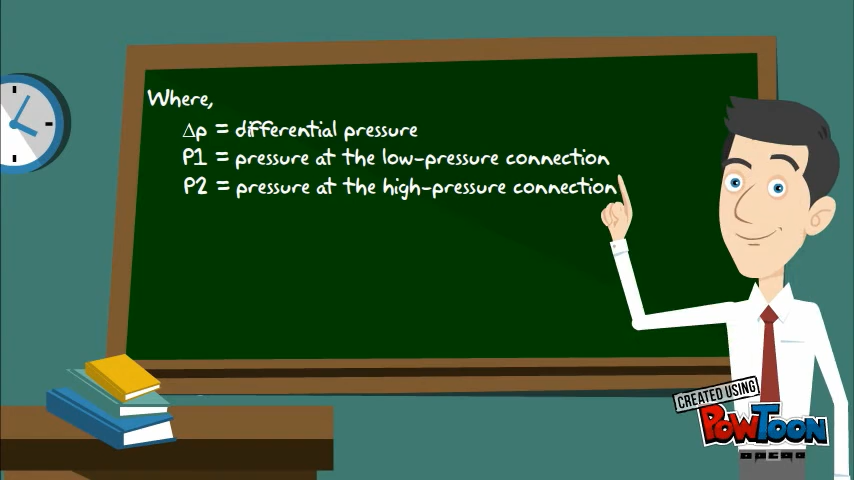 Where,
Δp = differential pressure
P1 = pressure at the low-pressure connection
P2 = pressure at the high-pressure connection
CREATED USING
POWTOON